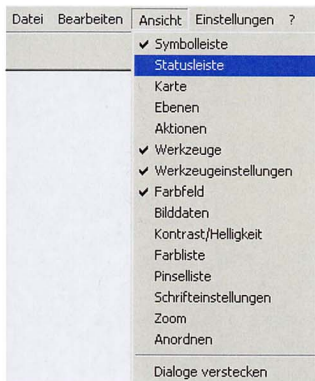 Datei Bearbeiten Ansicht Einstellungen ?
✔ Symbolleiste
Statusleiste
Karte
Ebenen
Aktionen
✔ Werkzeuge
✔ Werkzeugeinstellungen
✔ Farbfeld
Bilddaten
Kontrast/Helligkeit
Farbliste
Pinselliste
Schrifteinstellungen
Zoom
Anordnen
Dialoge verstecken